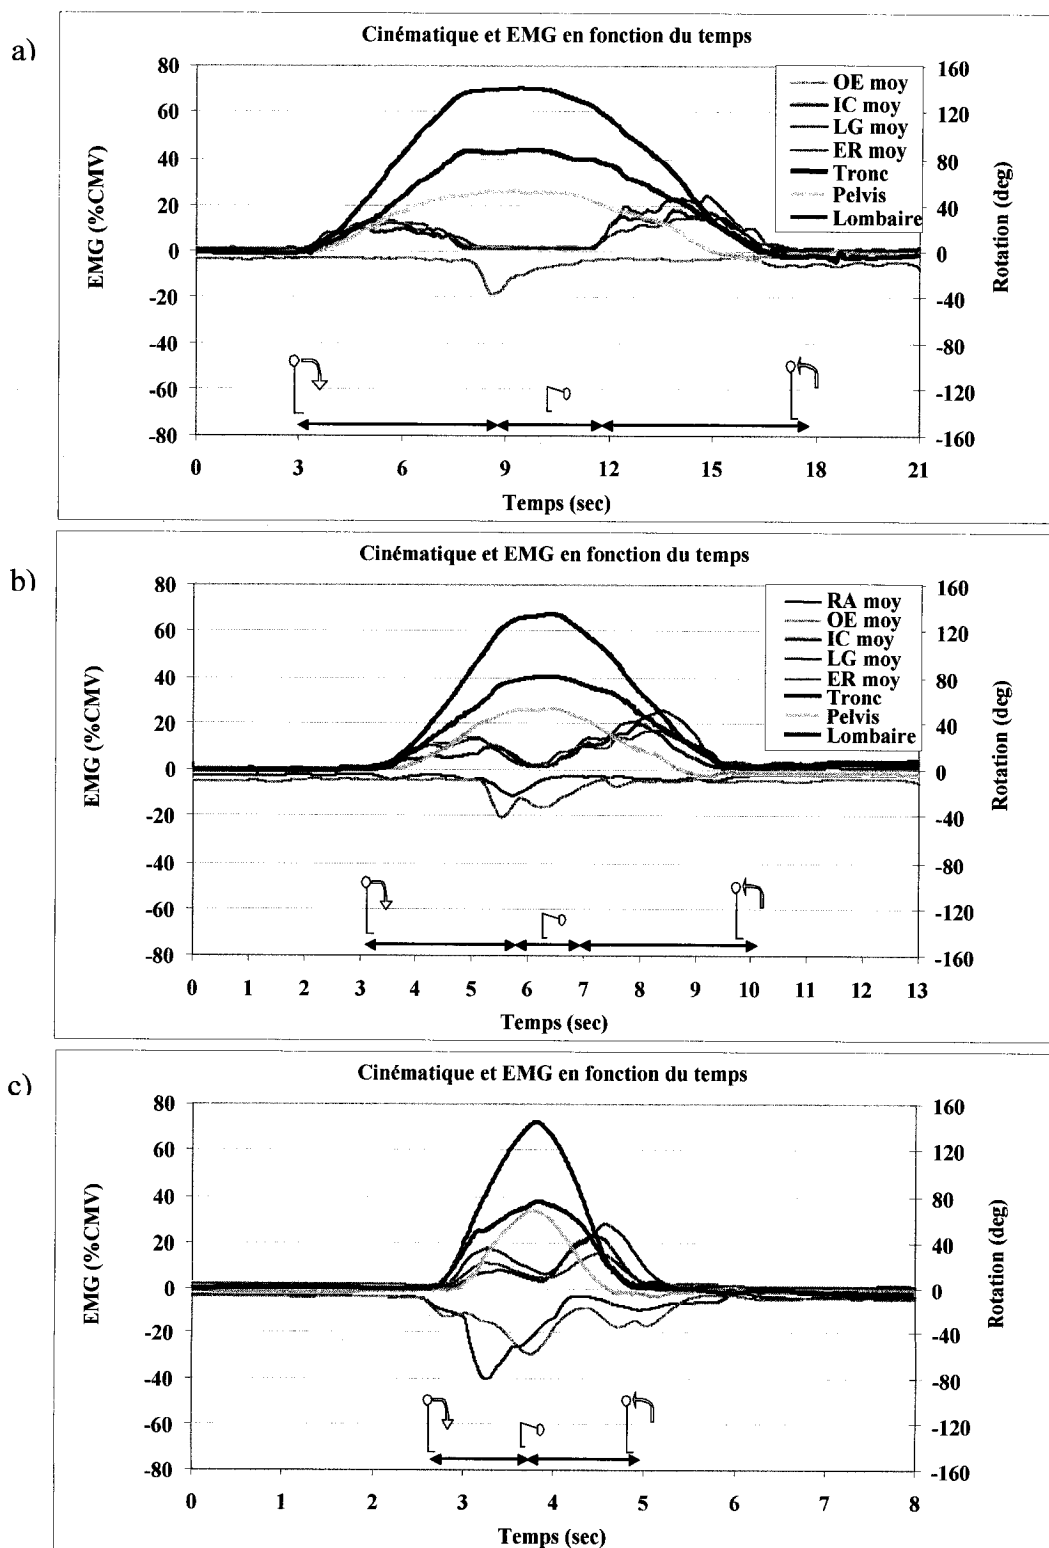 a)
Cinématique et EMG en fonction du temps
80
60
40
20
0
-20
-40
-60
-80
EMG (%CMV)
160
120
80
40
0
-40
-80
-120
-160
Rotation (deg)
OE moy
IC moy
LG moy
ER moy
Tronc
Pelvis
Lombaire
0 3 6 9 12 15 18 21
Temps (sec)
b)
Cinématique et EMG en fonction du temps
80
60
40
20
0
-20
-40
-60
-80
EMG (%CMV)
160
120
80
40
0
-40
-80
-120
-160
Rotation (deg)
RA moy
OE moy
IC moy
LG moy
ER moy
Tronc
Pelvis
Lombaire
0 1 2 3 4 5 6 7 8 9 10 11 12 13
Temps (sec)
c)
Cinématique et EMG en fonction du temps
80
60
40
20
0
-20
-40
-60
-80
EMG (%CMV)
160
120
80
40
0
-40
-80
-120
-160
Rotation (deg)
0 1 2 3 4 5 6 7 8
Temps (sec)